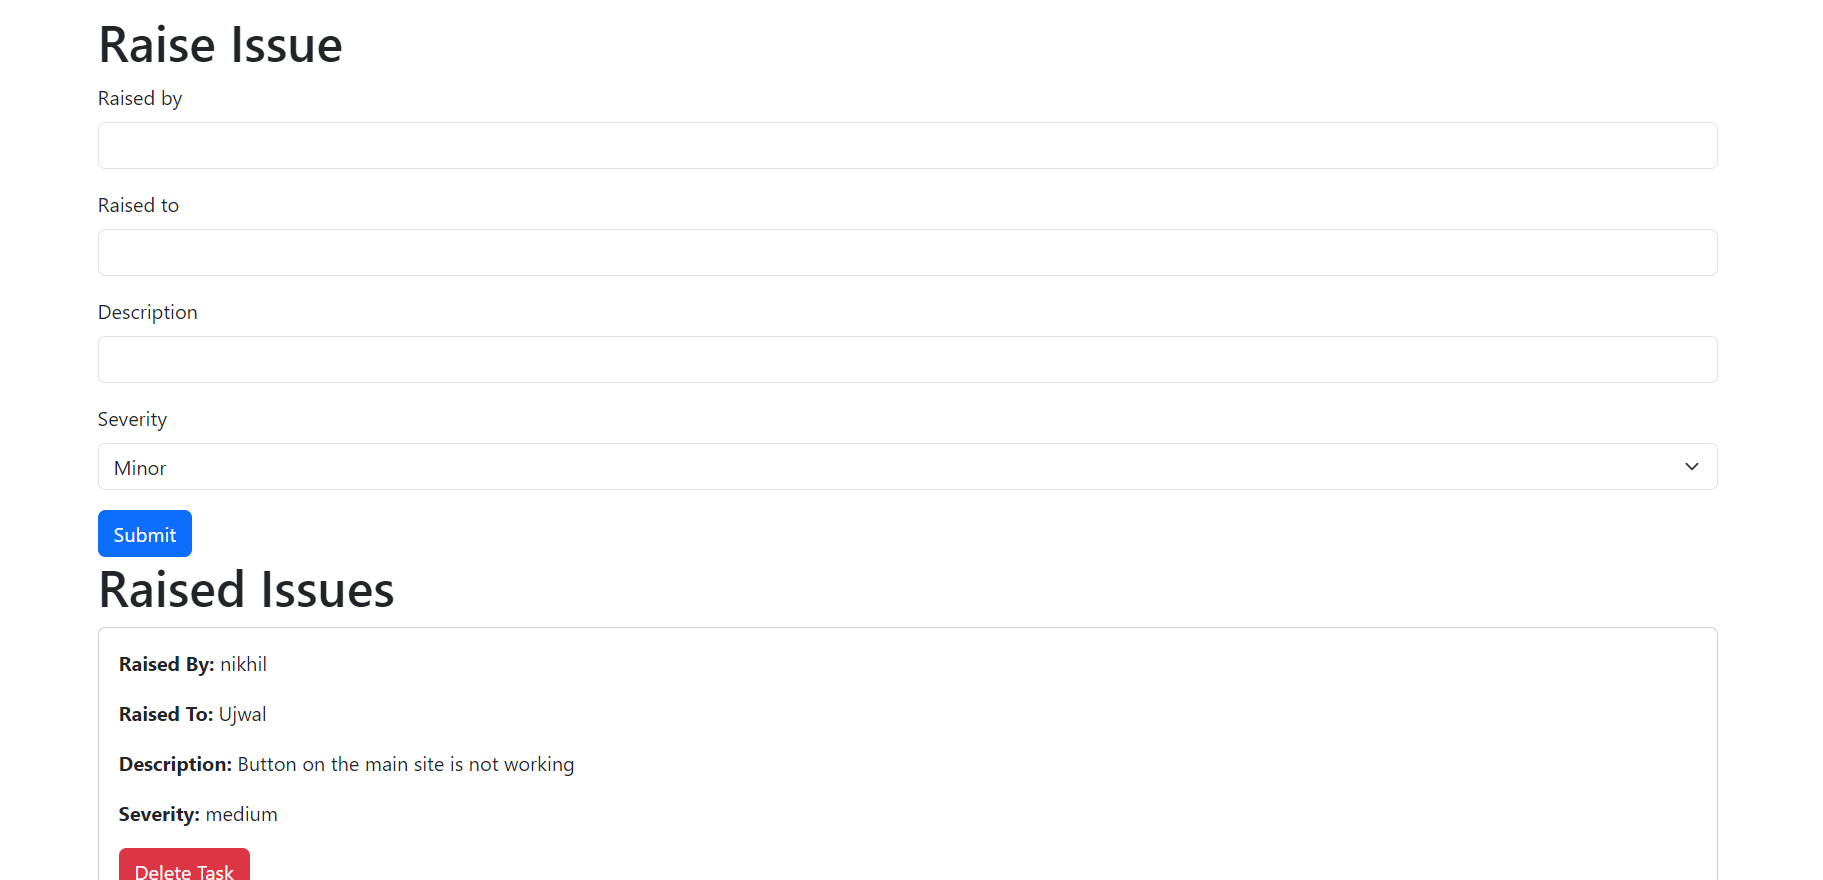 Raise Issue
Raised by
Raised to
Description
Severity
Minor
Submit
Raised Issues
Raised By: nikhil
Raised To: Ujwal
Description: Button on the main site is not working
Severity: medium
Delete Task